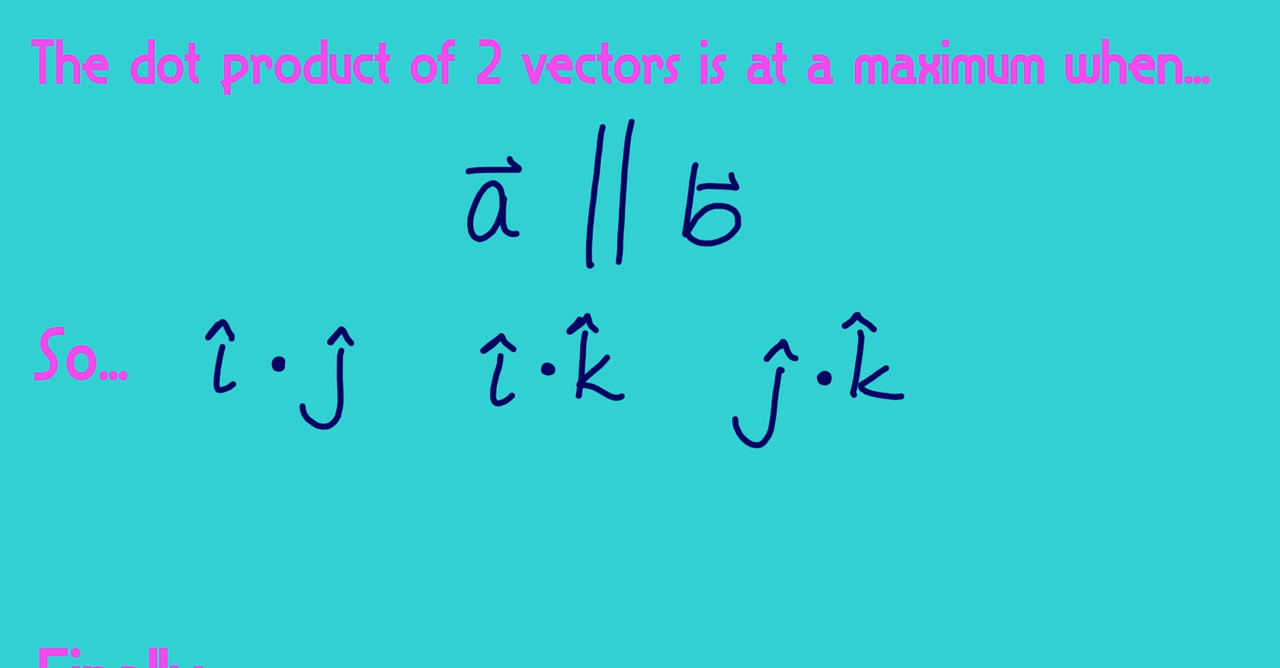 The dot product of 2 vectors is at a maximum when...
a⃗ || b⃗
So... î · ĵ î · k̂ ĵ · k̂